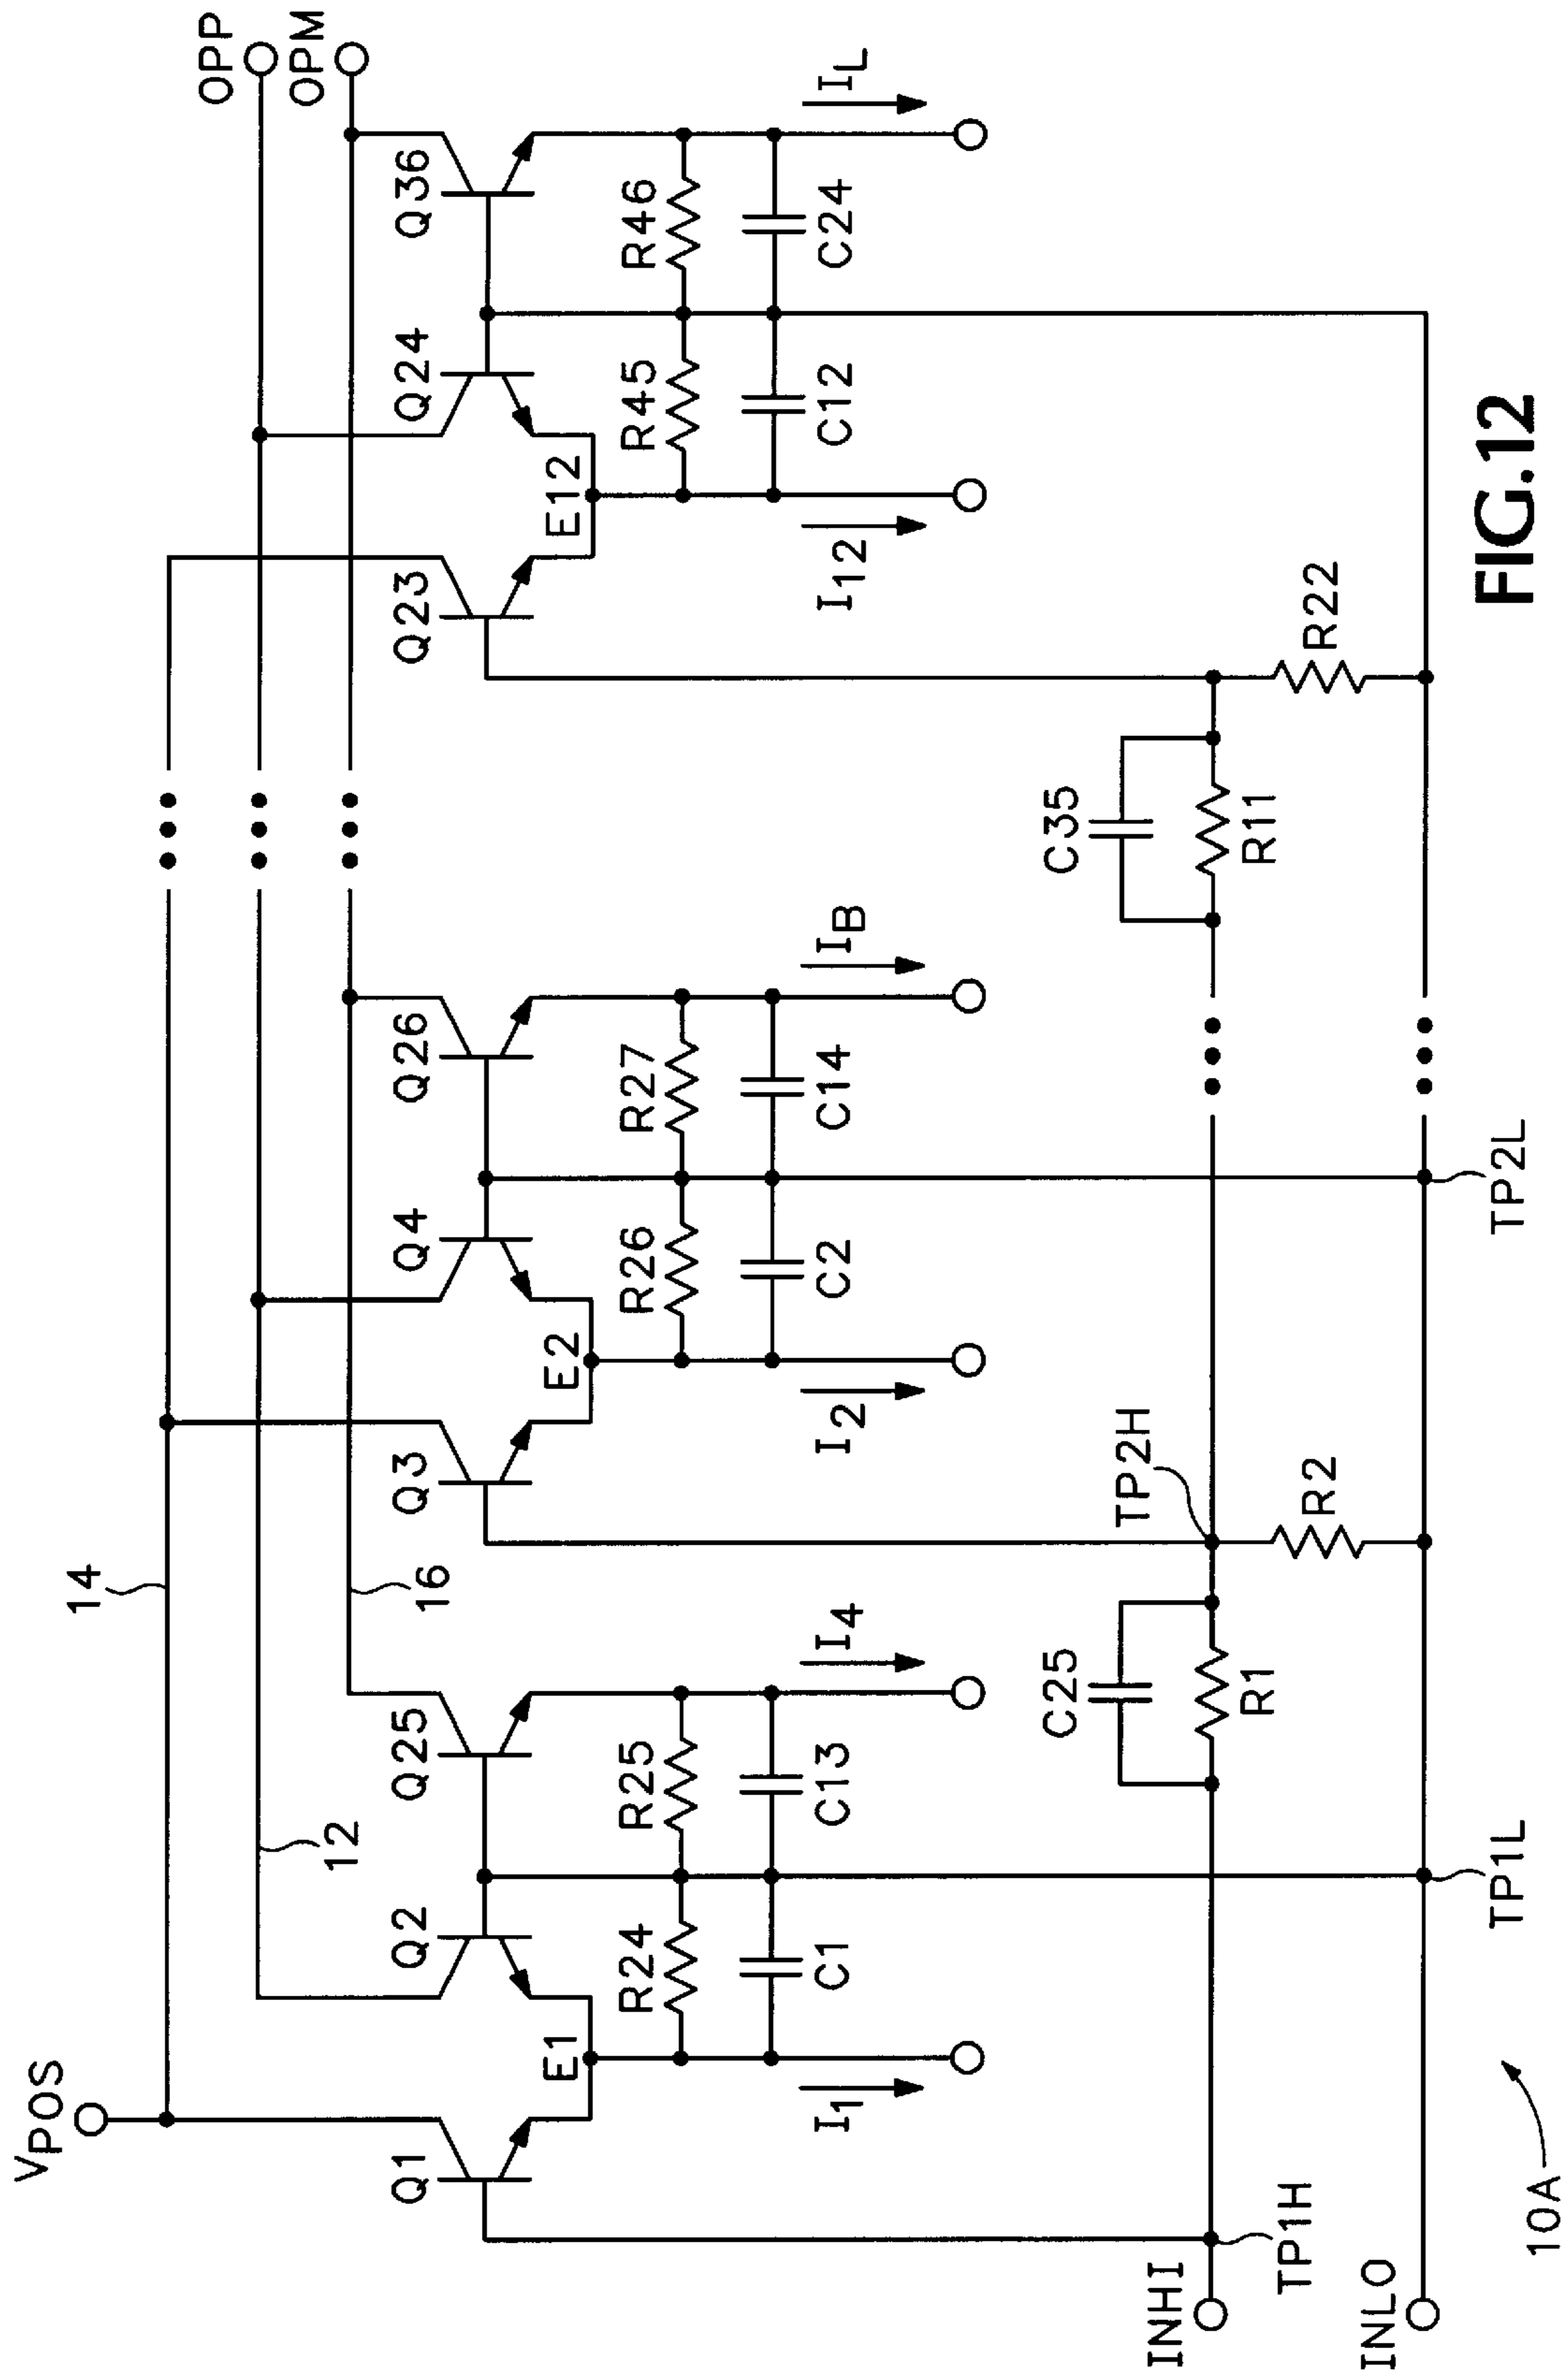 VPOS
14
OPP
12
OPM
16
Q1
Q2
Q25
Q3
Q4
Q26
Q23
Q24
Q36
E1
E2
E12
R24
R25
R26
R27
R45
R46
C1
C13
C2
C14
C12
C24
I1
I4
I2
IB
I12
IL
C25
TP2H
C35
INHI
TP1H
R1
R2
R11
R22
INLO
TP1L
TP2L
10A
FIG.12